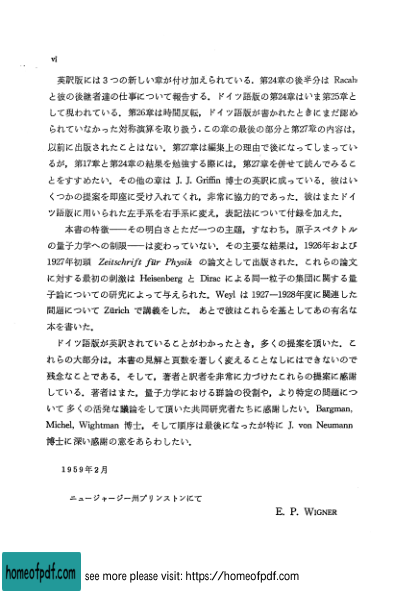 vi
英訳版には3つの新しい章が付け加えられている．第24章の後半分は Racah
と彼の後継者達の仕事について報告する．ドイツ語版の第24章はいま第25章と
して現われている．第26章は時間反転，ドイツ語版が書かれたときにまだ認め
られていなかった対称演算を取り扱う．この章の最後の部分と第27章の内容は，
以前に出版されたことはない．第27章は編集上の理由で後になってしまってい
るが，第17章と第24章の結果を勉強する際には，第27章を併せて読んでみるこ
とをすすめたい．その他の章は J. J. Griffin 博士の英訳に成っている．彼はい
くつかの提案を即座に受け入れてくれ，非常に協力的であった．彼はまたドイ
ツ語版に用いられた左手系を右手系に変え，表記法について付録を加えた．
本書の特徴——その明白さとただ一つの主題，すなわち，原子スペクトル
の量子力学への制限——は変わっていない．その主要な結果は，1926年および
1927年初頭 Zeitschrift für Physik の論文として出版された．これらの論文
に対する最初の刺激は Heisenberg と Dirac による同一粒子の集団に関する量
子論についての研究によって与えられた．Weyl は 1927—1928年度に関連した
問題について Zürich で講義をした．あとで彼はこれらを基としてあの有名な
本を書いた．
ドイツ語版が英訳されていることがわかったとき，多くの提案を頂いた．こ
れらの大部分は，本書の見解と頁数を著しく変えることなしにはできないので
残念なことである．そして，著者と訳者を非常に力づけたこれらの提案に感謝
している．著者はまた，量子力学における群論の役割や，より特定の問題につ
いて多くの活発な議論をして頂いた共同研究者たちに感謝したい．Bargman,
Michel, Wightman 博士，そして順序は最後になったが特に J. von Neumann
博士に深い感謝の意をあらわしたい．
1959年2月
ニュージャージー州プリンストンにて
E. P. WIGNER
homeofpdf.com
see more please visit: https://homeofpdf.com